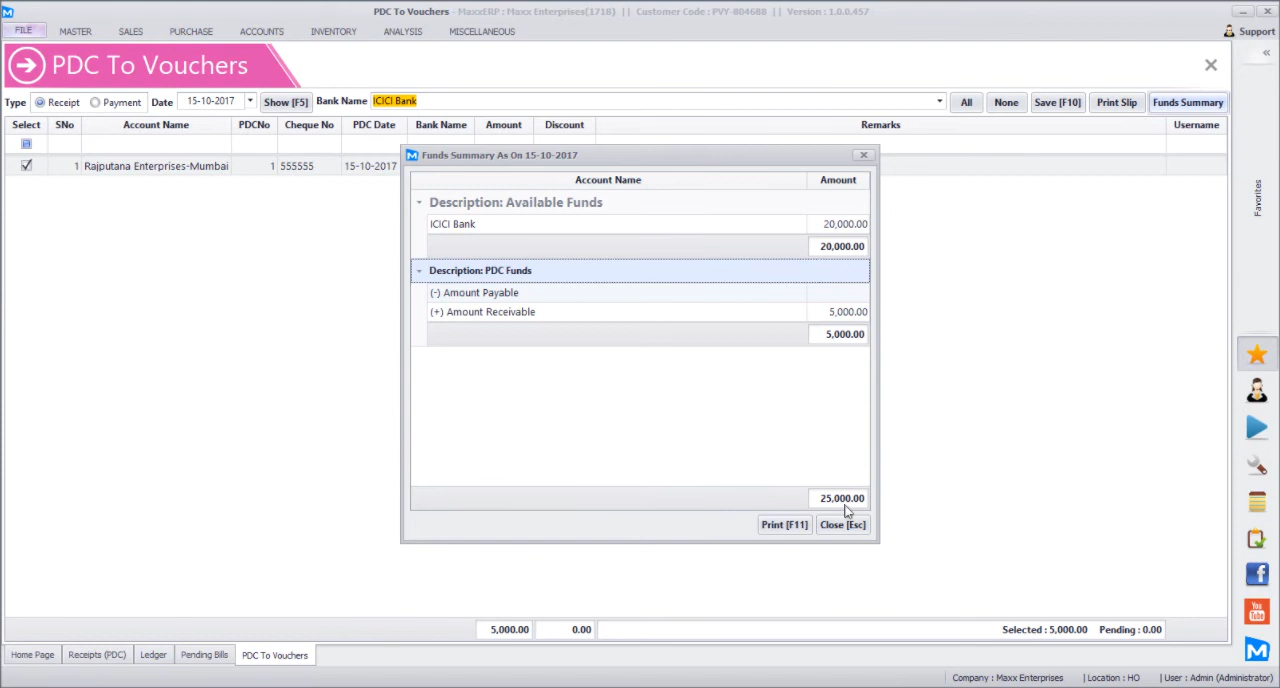 PDC To Vouchers - MaxxERP : Maxx Enterprises(1718) || Customer Code : PVY-80468B || Version : 1.0.0.457
FILE MASTER SALES PURCHASE ACCOUNTS INVENTORY ANALYSIS MISCELLANEOUS Support
PDC To Vouchers
Type Receipt Payment Date 15-10-2017 Show [F5] Bank Name ICICI Bank All None Save [F10] Print Slip Funds Summary
Select SNo Account Name PDCNo Cheque No PDC Date Bank Name Amount Discount Remarks Username
1 Rajputana Enterprises-Mumbai 1 555555 15-10-2017
Funds Summary As On 15-10-2017
Account Name Amount
Description: Available Funds
ICICI Bank 20,000.00
20,000.00
Description: PDC Funds
(-) Amount Payable
(+) Amount Receivable 5,000.00
5,000.00
25,000.00
Print [F11] Close [Esc]
Favorites
You
Tube
5,000.00 0.00 Selected : 5,000.00 Pending : 0.00
Home Page Receipts (PDC) Ledger Pending Bills PDC To Vouchers
Company : Maxx Enterprises | Location : HO | User : Admin (Administrator)